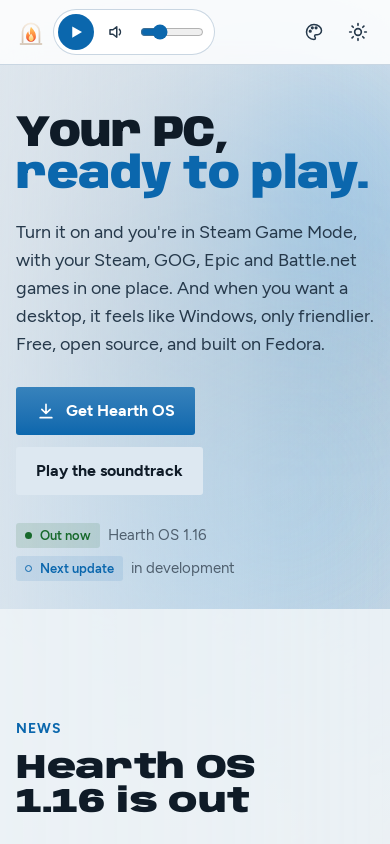 Your PC,
ready to play.
Turn it on and you're in Steam Game Mode,
with your Steam, GOG, Epic and Battle.net
games in one place. And when you want a
desktop, it feels like Windows, only friendlier.
Free, open source, and built on Fedora.
Get Hearth OS
Play the soundtrack
Out now Hearth OS 1.16
Next update in development
NEWS
Hearth OS
1.16 is out